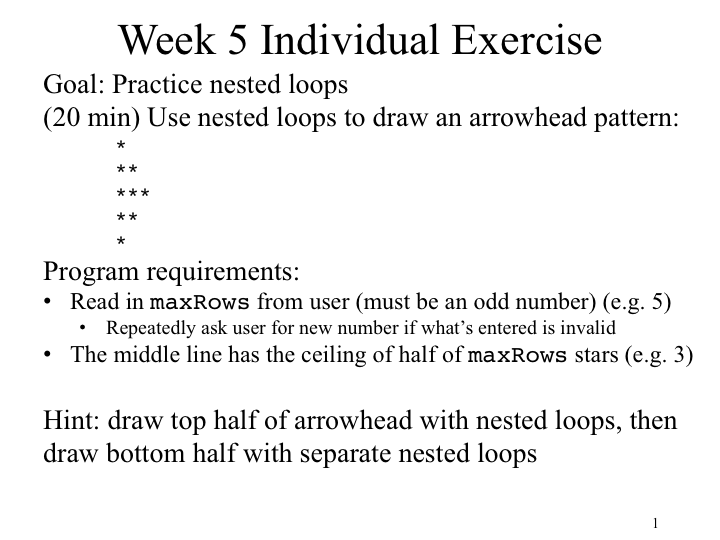 Week 5 Individual Exercise
Goal: Practice nested loops
(20 min) Use nested loops to draw an arrowhead pattern:
*
**
***
**
*
Program requirements:
• Read in maxRows from user (must be an odd number) (e.g. 5)
• Repeatedly ask user for new number if what’s entered is invalid
• The middle line has the ceiling of half of maxRows stars (e.g. 3)
Hint: draw top half of arrowhead with nested loops, then
draw bottom half with separate nested loops
1